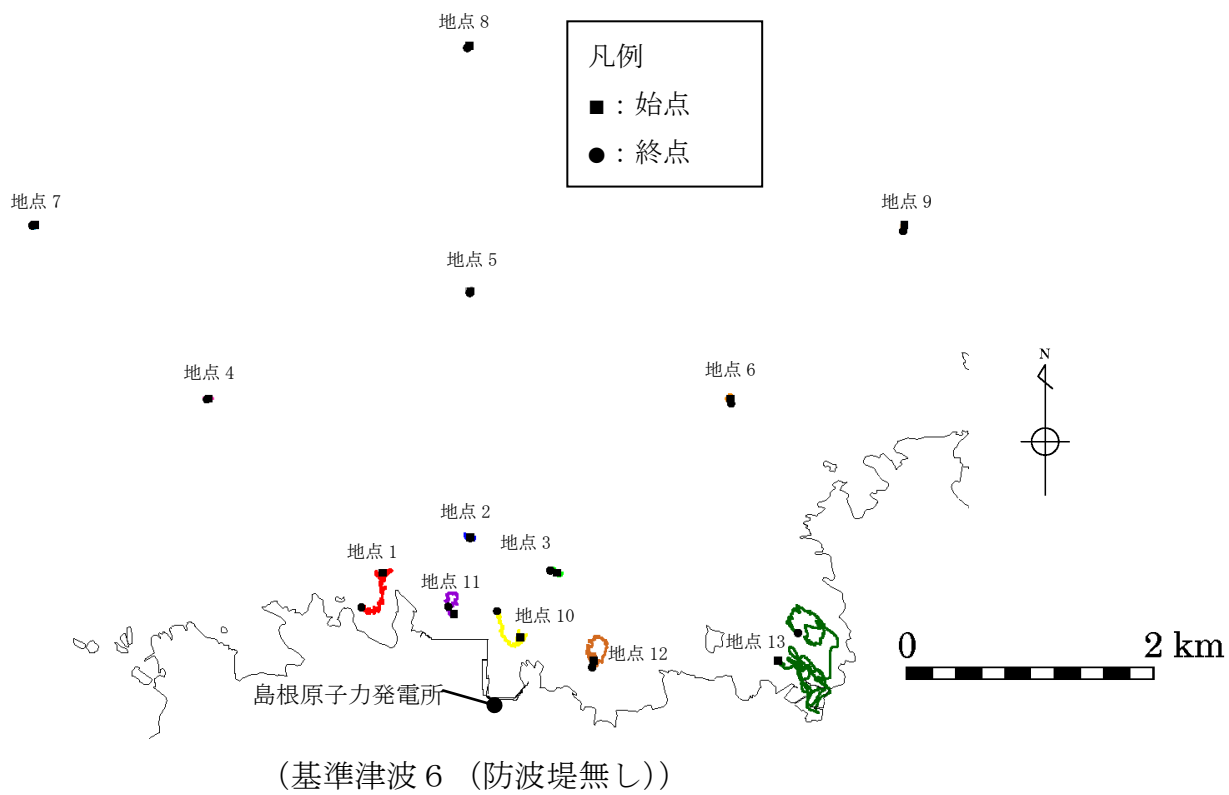 地点 8
凡例
■：始点
●：終点
地点 7
地点 9
地点 5
地点 4
地点 6
N
地点 2
地点 3
地点 1
地点 11
地点 10
地点 12
地点 13
0 2 km
島根原子力発電所
（基準津波６（防波堤無し））